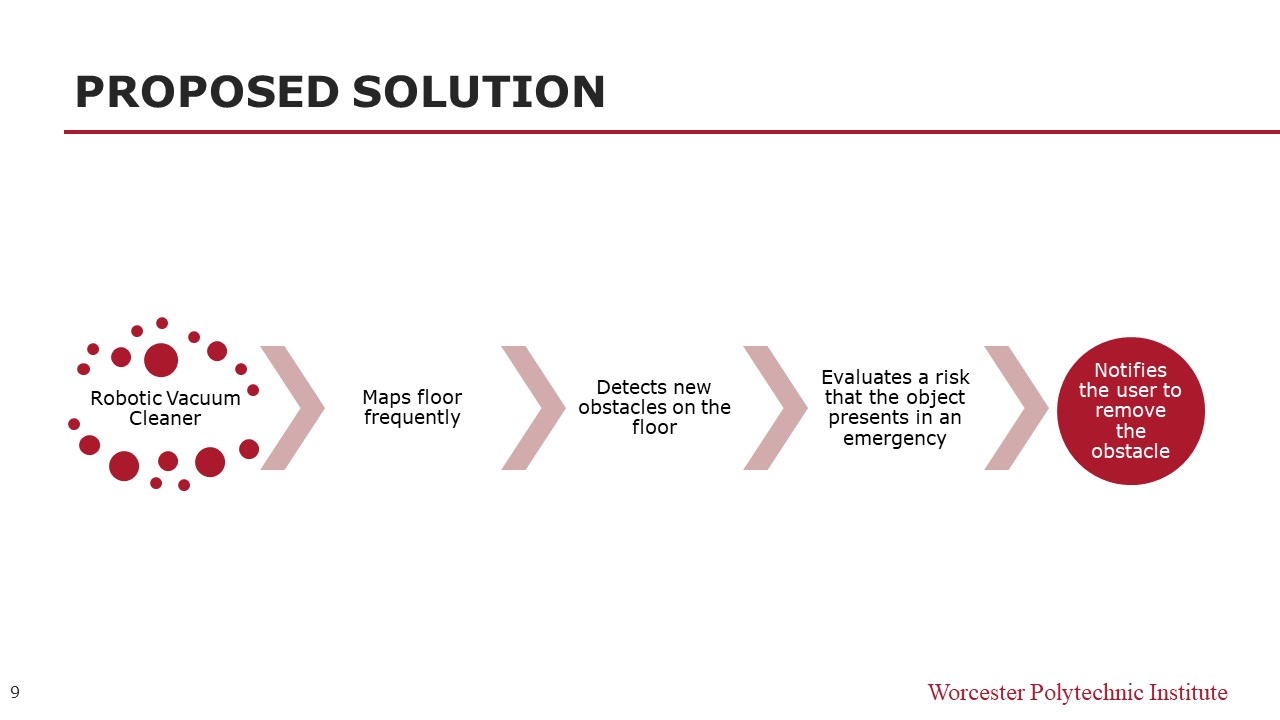 PROPOSED SOLUTION
Robotic Vacuum
Cleaner
Maps floor
frequently
Detects new
obstacles on the
floor
Evaluates a risk
that the object
presents in an
emergency
Notifies
the user to
remove
the
obstacle
9
Worcester Polytechnic Institute